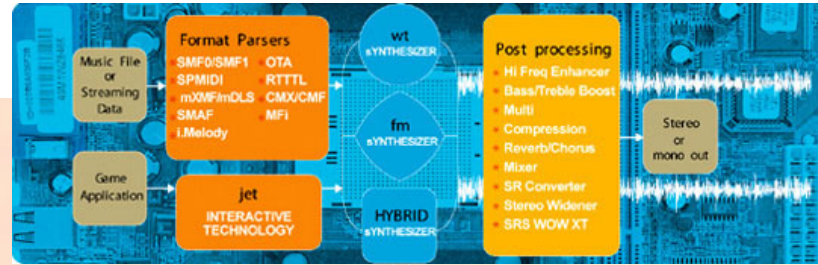 Music File
or
Streaming
Data
Format Parsers
SMF0/SMF1
SPMIDI
mXMF/mDLS
SMAF
i.Melody
OTA
RTTTL
CMX/CMF
MFi
Game
Application
jet
INTERACTIVE
TECHNOLOGY
wt
sYNTHESIZER
fm
sYNTHESIZER
HYBRID
sYNTHESIZER
Post processing
Hi Freq Enhancer
Bass/Treble Boost
Multi
Compression
Reverb/Chorus
Mixer
SR Converter
Stereo Widener
SRS WOW XT
Stereo
or
mono out